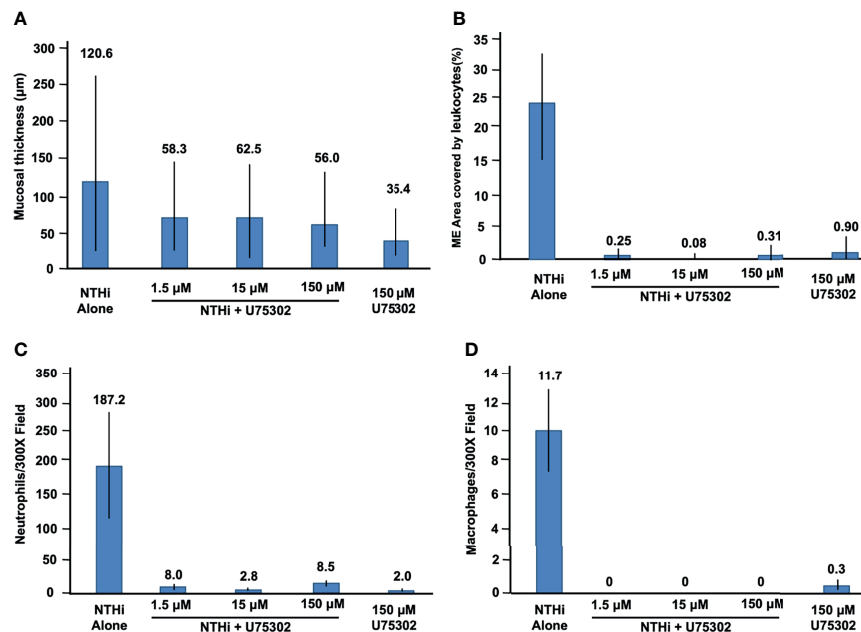 A
Mucosal thickness (µm)
300
250
200
150
100
50
0
120.6
58.3
62.5
56.0
35.4
NTHi
Alone
1.5 µM
15 µM
150 µM
NTHi + U75302
150 µM
U75302
B
ME Area covered by leukocytes(%)
35
30
25
20
15
10
5
0
0.25
0.08
0.31
0.90
NTHi
Alone
1.5 µM
15 µM
150 µM
NTHi + U75302
150 µM
U75302
C
Neutrophils/300X Field
350
300
250
200
150
100
50
0
187.2
8.0
2.8
8.5
2.0
NTHi
Alone
1.5 µM
15 µM
150 µM
NTHi + U75302
150 µM
U75302
D
Macrophages/300X Field
14
12
10
8
6
4
2
0
11.7
0
0
0
0.3
NTHi
Alone
1.5 µM
15 µM
150 µM
NTHi + U75302
150 µM
U75302